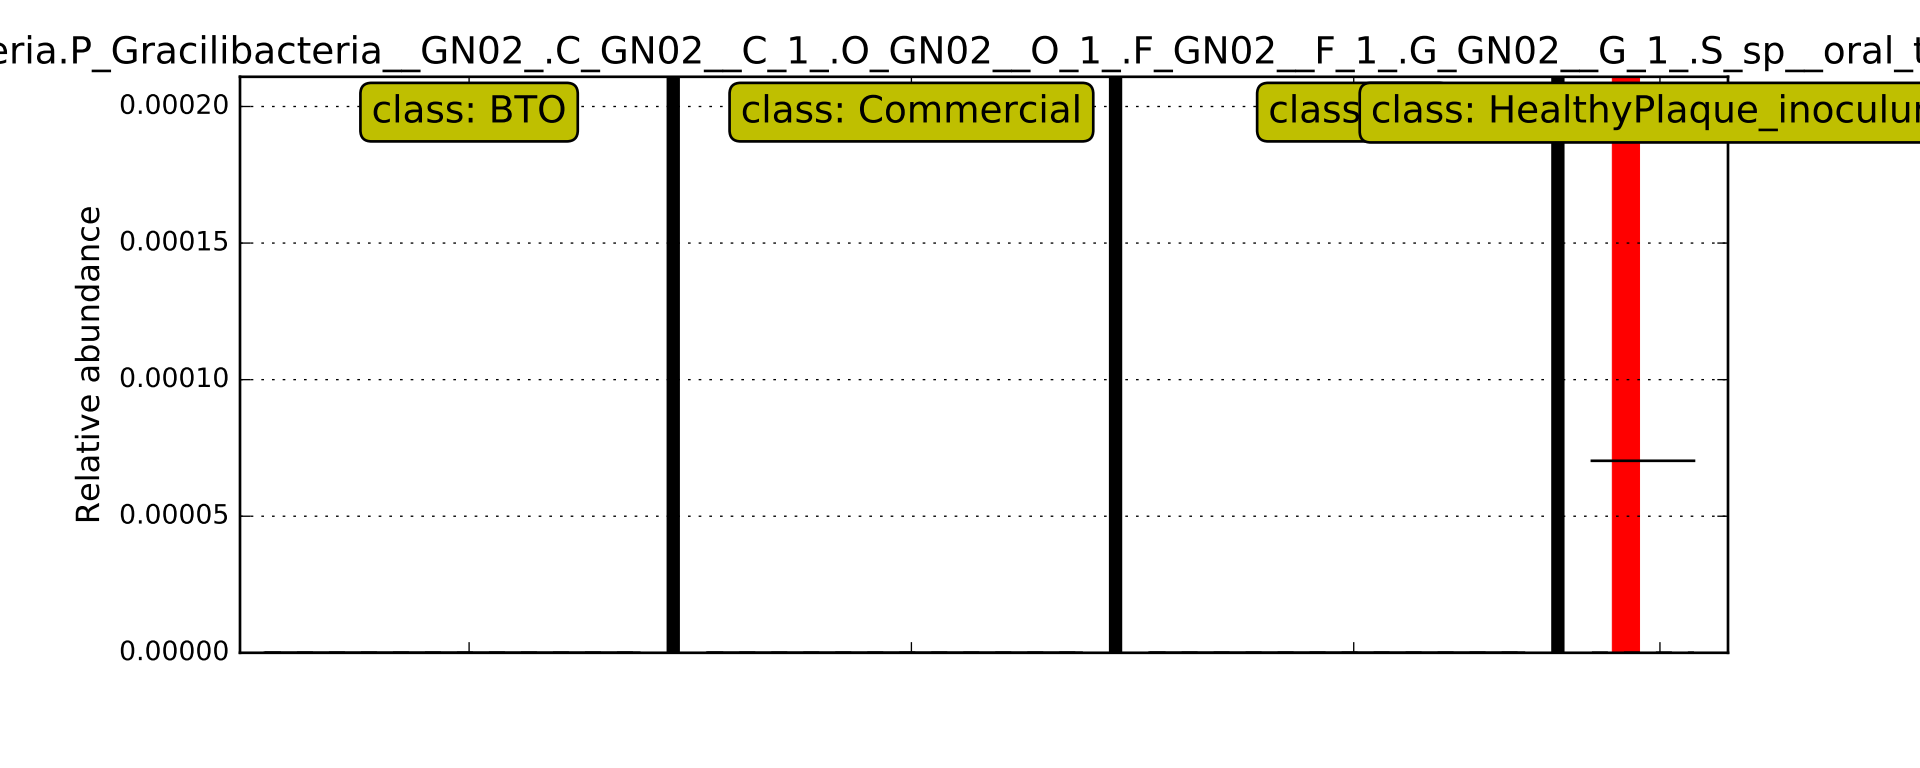 eria.P_Gracilibacteria__GN02_.C_GN02__C_1_.O_GN02__O_1_.F_GN02__F_1_.G_GN02__G_1_.S_sp__oral_t
class: BTO class: Commercial class class: HealthyPlaque_inoculu
0.00020
0.00015
0.00010
0.00005
0.00000
Relative abundance